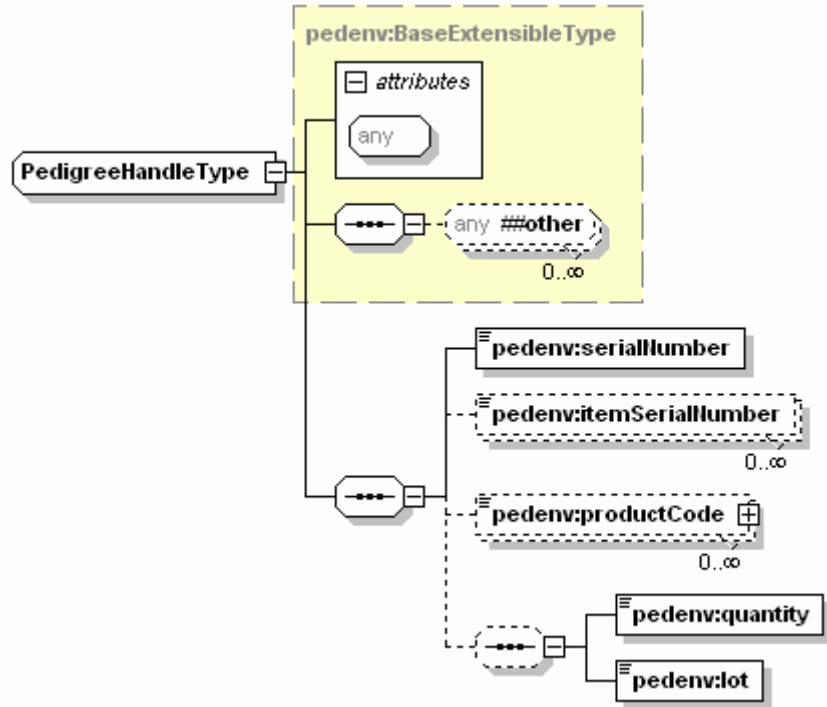 pedenv:BaseExtensibleType
attributes
any
PedigreeHandleType
any ##other
0..∞
pedenv:serialNumber
pedenv:itemSerialNumber
0..∞
pedenv:productCode
0..∞
pedenv:quantity
pedenv:lot